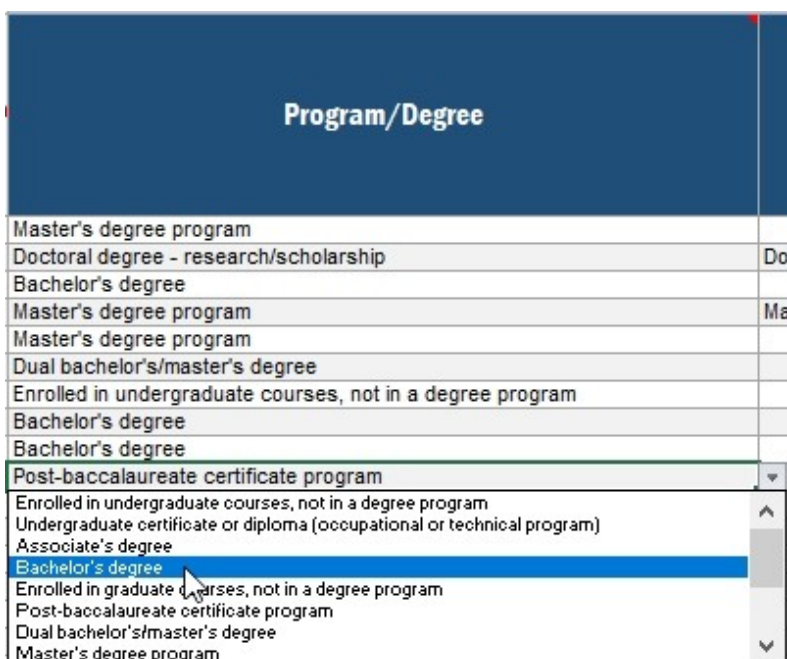 Program/Degree
Master's degree program
Doctoral degree - research/scholarship
Do
Bachelor's degree
Master's degree program
Ma
Master's degree program
Dual bachelor's/master's degree
Enrolled in undergraduate courses, not in a degree program
Bachelor's degree
Bachelor's degree
Post-baccalaureate certificate program
Enrolled in undergraduate courses, not in a degree program
Undergraduate certificate or diploma (occupational or technical program)
Associate's degree
Bachelor's degree
Enrolled in graduate courses, not in a degree program
Post-baccalaureate certificate program
Dual bachelor's/master's degree
Master's degree program